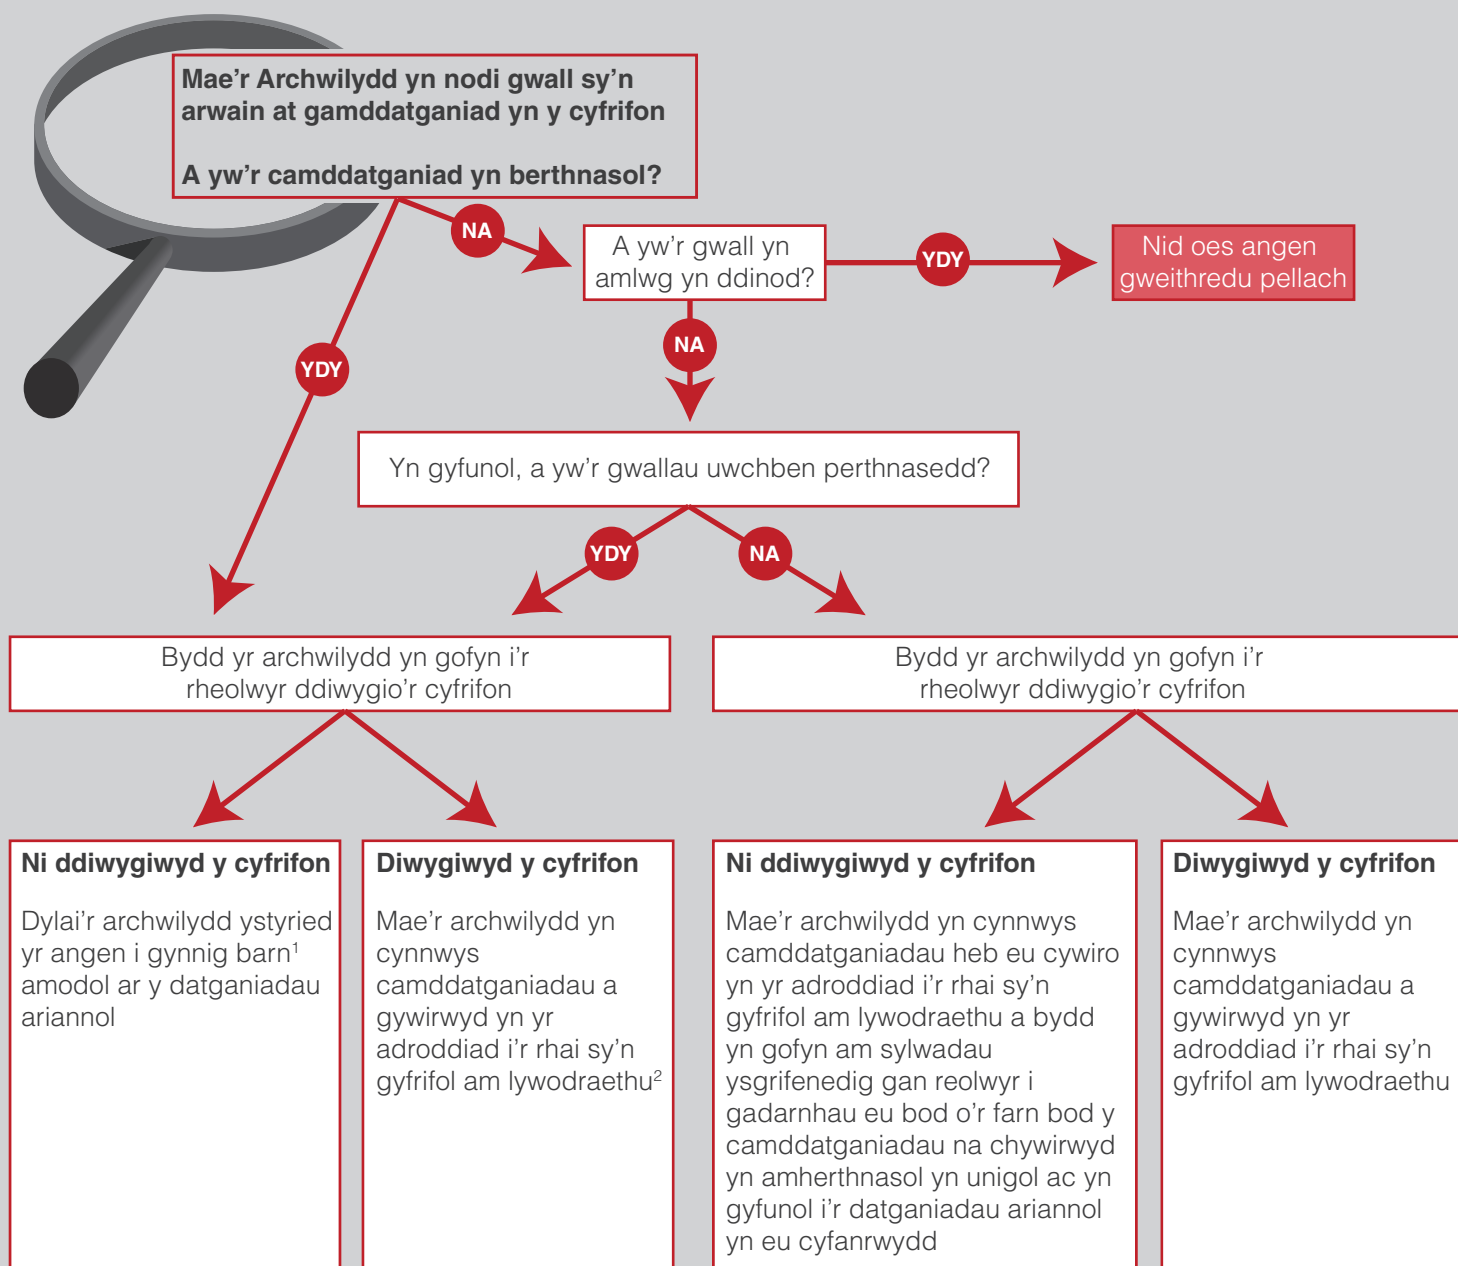 Mae'r Archwilydd yn nodi gwall sy'n
arwain at gamddatganiad yn y cyfrifon
A yw'r camddatganiad yn berthnasol?
NA
A yw'r gwall yn
amlwg yn ddinod?
YDY
Nid oes angen
gweithredu pellach
NA
YDY
Yn gyfunol, a yw'r gwallau uwchben perthnasedd?
YDY
NA
Bydd yr archwilydd yn gofyn i'r
rheolwyr ddiwygio'r cyfrifon
Bydd yr archwilydd yn gofyn i'r
rheolwyr ddiwygio'r cyfrifon
Ni ddiwygiwyd y cyfrifon
Dylai'r archwilydd ystyried
yr angen i gynnig barn¹
amodol ar y datganiadau
ariannol
Diwygiwyd y cyfrifon
Mae'r archwilydd yn
cynnwys
camddatganiadau a
gywirwyd yn yr
adroddiad i'r rhai sy'n
gyfrifol am lywodraethu²
Ni ddiwygiwyd y cyfrifon
Mae'r archwilydd yn cynnwys
camddatganiadau heb eu cywiro
yn yr adroddiad i'r rhai sy'n
gyfrifol am lywodraethu a bydd
yn gofyn am sylwadau
ysgrifenedig gan reolwyr i
gadarnhau eu bod o'r farn bod y
camddatganiadau na chywirwyd
yn amherthnasol yn unigol ac yn
gyfunol i'r datganiadau ariannol
yn eu cyfanrwydd
Diwygiwyd y cyfrifon
Mae'r archwilydd yn
cynnwys
camddatganiadau a
gywirwyd yn yr
adroddiad i'r rhai sy'n
gyfrifol am lywodraethu